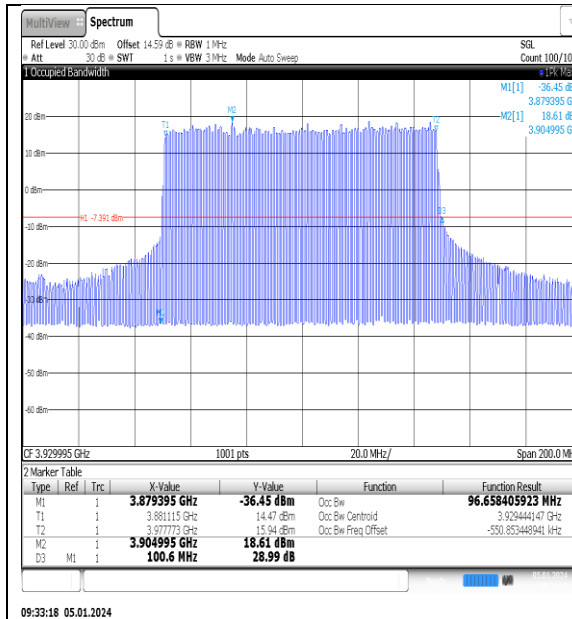 MultiView Spectrum
Ref Level 30.00 dBm Offset 14.59 dB RBW 1 MHz SGL
Att 30 dB SWT 1 s VBW 3 MHz Mode Auto Sweep Count 100/10
1 Occupied Bandwidth 1Pk Ma
M1[1] -36.45 dB
3.879395 G
M2[1] 18.61 dB
3.904995 G
20 dBm
T1 M2 T2
10 dBm
0 dBm
D3
H1 -7.391 dBm
-10 dBm
-20 dBm
-30 dBm
-40 dBm
-50 dBm
-60 dBm
CF 3.929995 GHz 1001 pts 20.0 MHz/ Span 200.0 MH
2 Marker Table
Type Ref Trc X-Value Y-Value Function Function Result
M1 1 3.879395 GHz -36.45 dBm Occ Bw 96.658405923 MHz
T1 1 3.881115 GHz 14.47 dBm Occ Bw Centroid 3.929444147 GHz
T2 1 3.977773 GHz 15.94 dBm Occ Bw Freq Offset -550.853448941 kHz
M2 1 3.904995 GHz 18.61 dBm
D3 M1 1 100.6 MHz 28.99 dB
09:33:18 05.01.2024